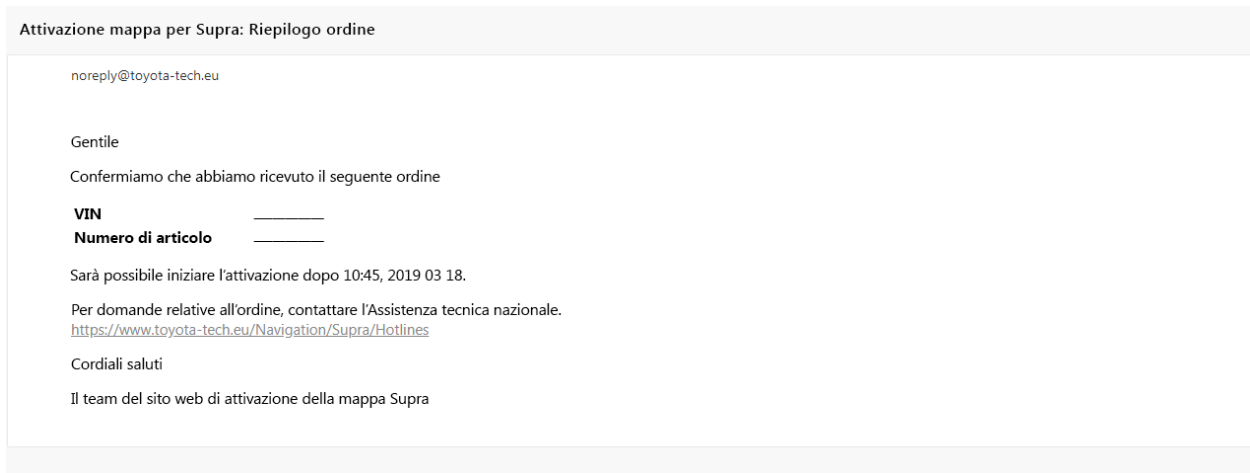 Attivazione mappa per Supra: Riepilogo ordine
noreply@toyota-tech.eu
Gentile
Confermiamo che abbiamo ricevuto il seguente ordine
VIN ________
Numero di articolo ________
Sarà possibile iniziare l'attivazione dopo 10:45, 2019 03 18.
Per domande relative all'ordine, contattare l'Assistenza tecnica nazionale.
https://www.toyota-tech.eu/Navigation/Supra/Hotlines
Cordiali saluti
Il team del sito web di attivazione della mappa Supra